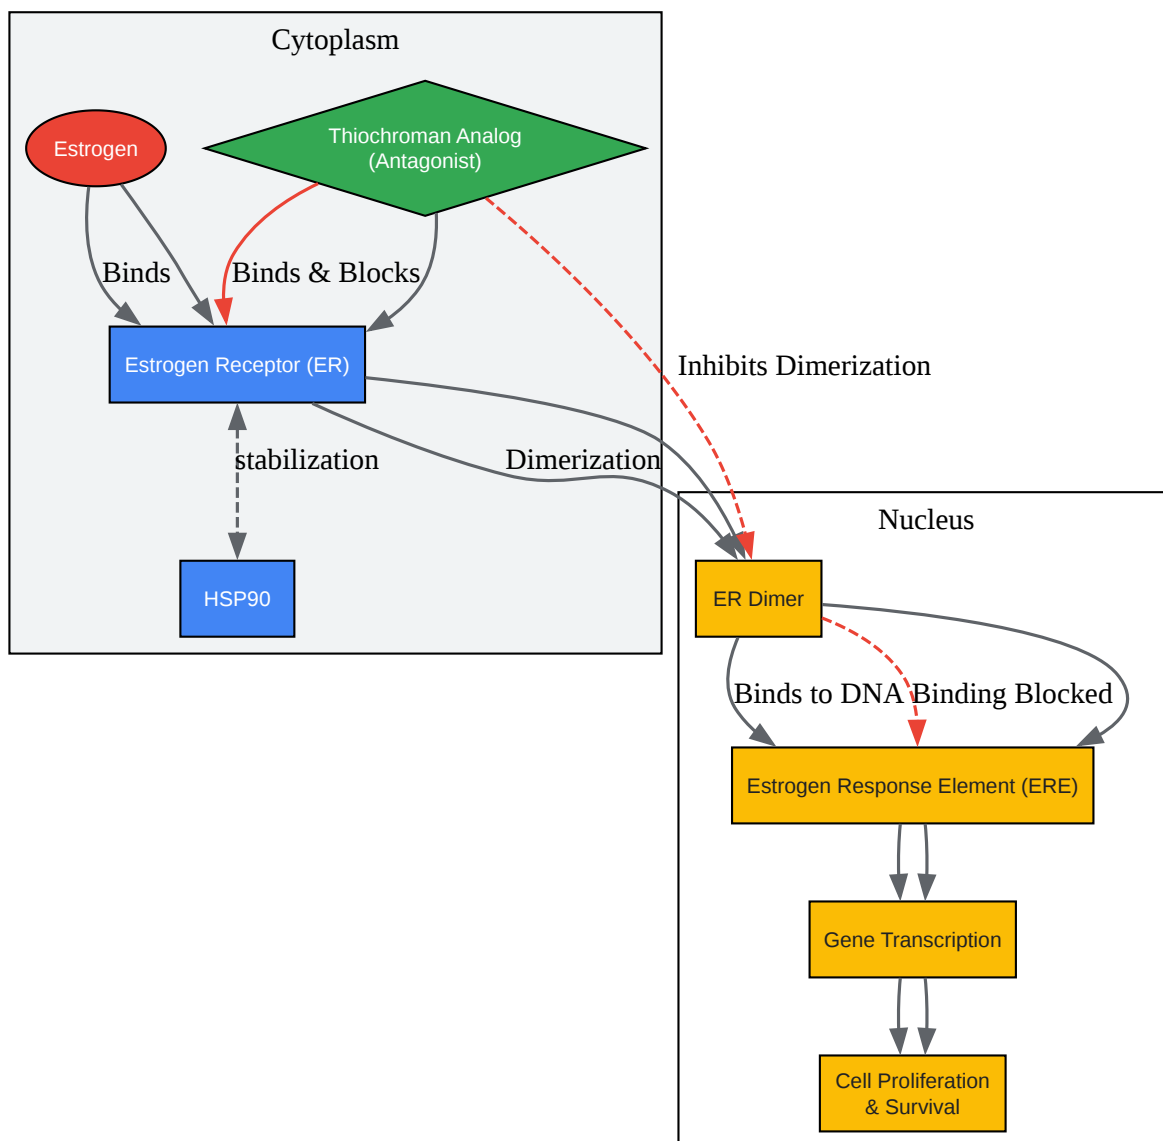 Cytoplasm
Estrogen
Thiochroman Analog
(Antagonist)
Binds
Binds & Blocks
Estrogen Receptor (ER)
Inhibits Dimerization
stabilization
Dimerization
Nucleus
HSP90
ER Dimer
Binds to DNA
Binding Blocked
Estrogen Response Element (ERE)
Gene Transcription
Cell Proliferation
& Survival